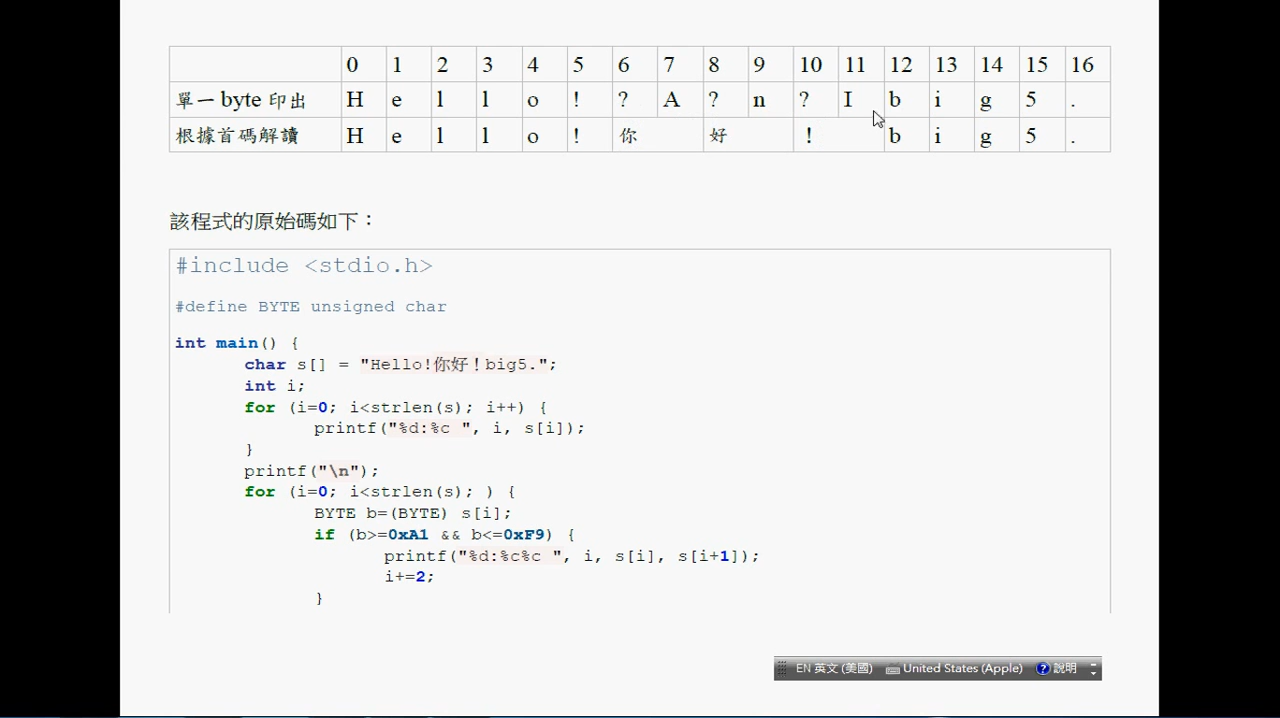 0 1 2 3 4 5 6 7 8 9 10 11 12 13 14 15 16
單一 byte 印出 H e l l o ! ? A ? n ? I b i g 5 .
根據首碼解讀 H e l l o ! 你 好 ！ b i g 5 .
該程式的原始碼如下：
#include <stdio.h>
#define BYTE unsigned char
int main() {
char s[] = "Hello!你好！big5.";
int i;
for (i=0; i<strlen(s); i++) {
printf("%d:%c ", i, s[i]);
}
printf("\n");
for (i=0; i<strlen(s); ) {
BYTE b=(BYTE) s[i];
if (b>=0xA1 && b<=0xF9) {
printf("%d:%c%c ", i, s[i], s[i+1]);
i+=2;
}
EN 英文 (美國) United States (Apple) ? 說明